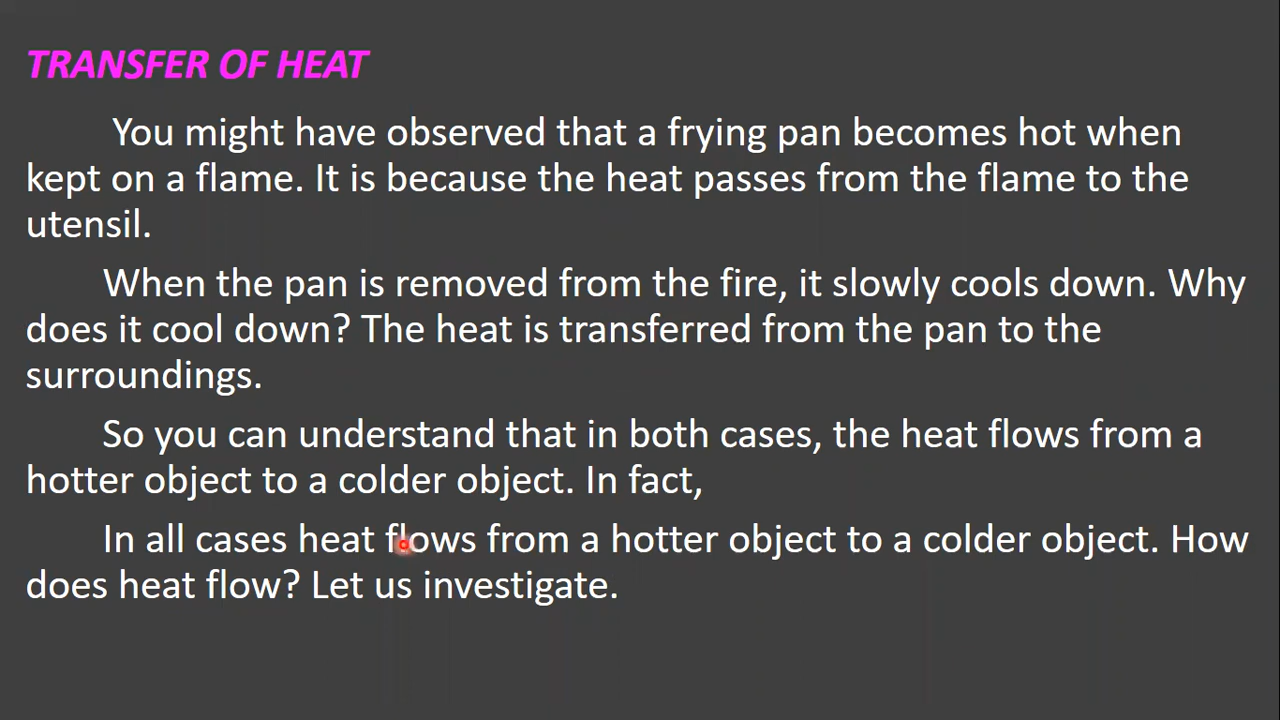 TRANSFER OF HEAT
You might have observed that a frying pan becomes hot when
kept on a flame. It is because the heat passes from the flame to the
utensil.
When the pan is removed from the fire, it slowly cools down. Why
does it cool down? The heat is transferred from the pan to the
surroundings.
So you can understand that in both cases, the heat flows from a
hotter object to a colder object. In fact,
In all cases heat flows from a hotter object to a colder object. How
does heat flow? Let us investigate.